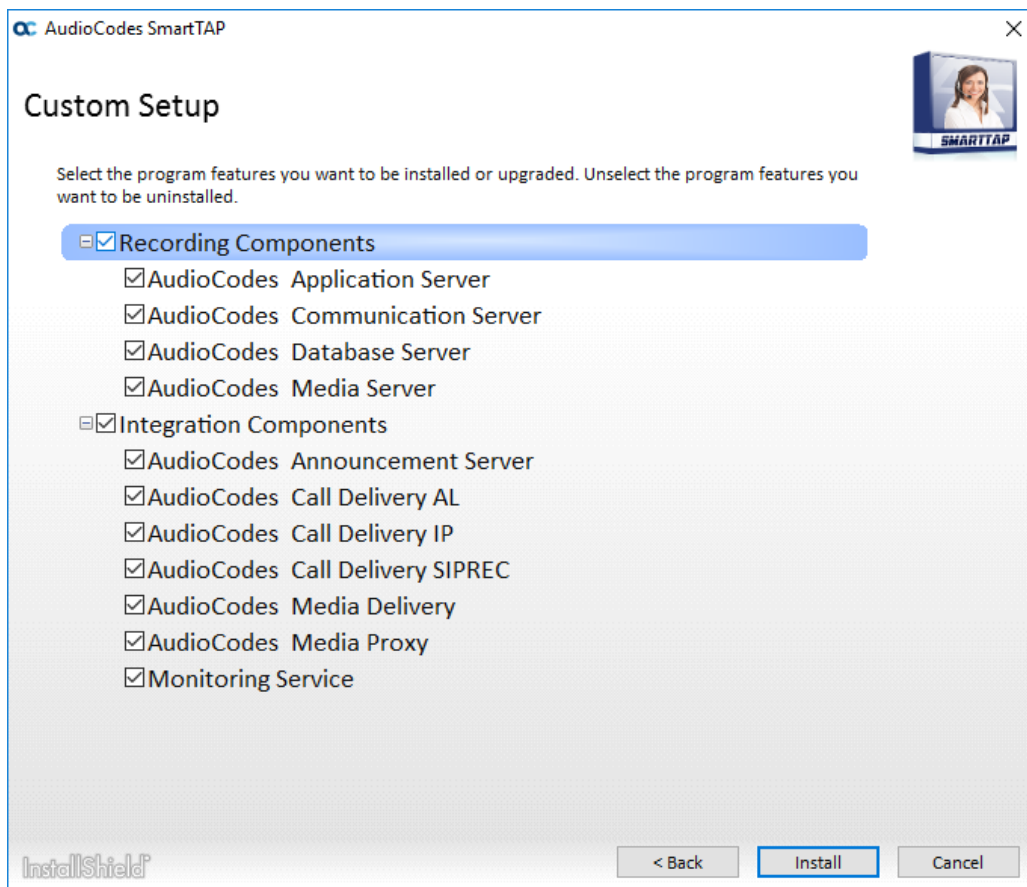 AudioCodes SmartTAP
SMARTTAP
Custom Setup
Select the program features you want to be installed or upgraded. Unselect the program features you
want to be uninstalled.
Recording Components
AudioCodes Application Server
AudioCodes Communication Server
AudioCodes Database Server
AudioCodes Media Server
Integration Components
AudioCodes Announcement Server
AudioCodes Call Delivery AL
AudioCodes Call Delivery IP
AudioCodes Call Delivery SIPREC
AudioCodes Media Delivery
AudioCodes Media Proxy
Monitoring Service
InstallShield
< Back Install Cancel